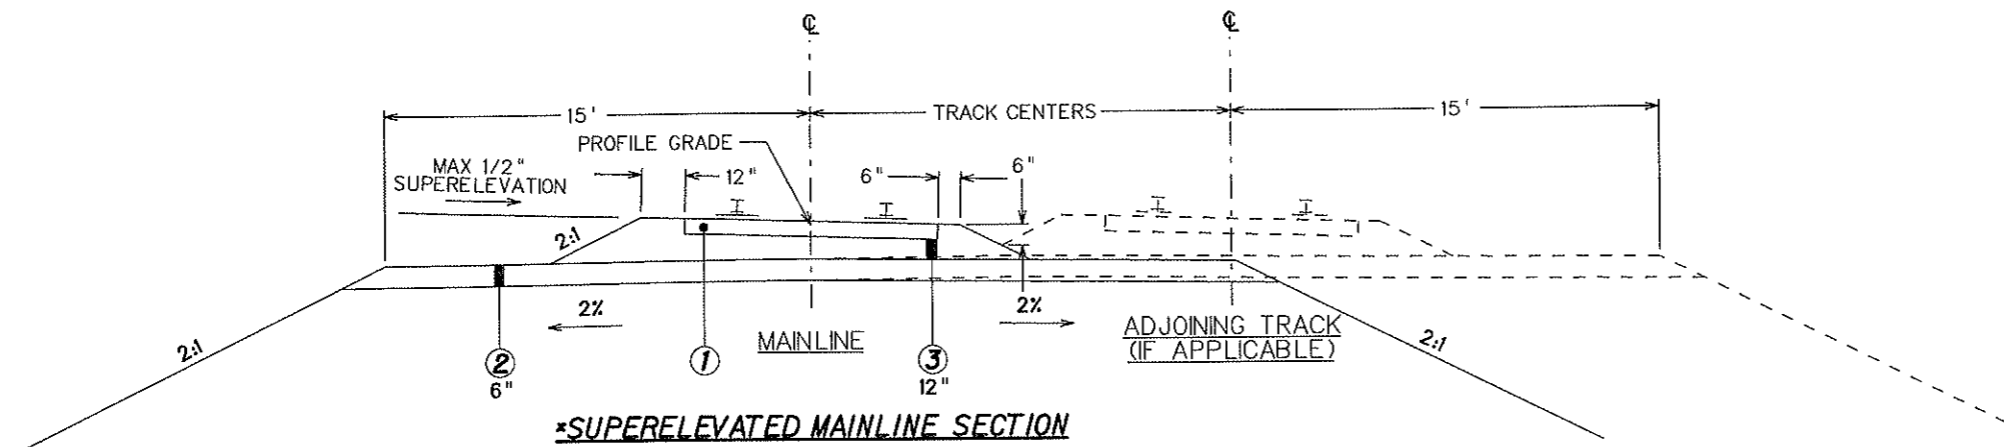 ℄ ℄
15' TRACK CENTERS 15'
PROFILE GRADE
MAX 1/2"
SUPERELEVATION
12" 6" 6"
2:1
2% 2%
MAINLINE
ADJOINING TRACK
(IF APPLICABLE)
2:1 2:1
2 1 3
6" 12"
*SUPERELEVATED MAINLINE SECTION